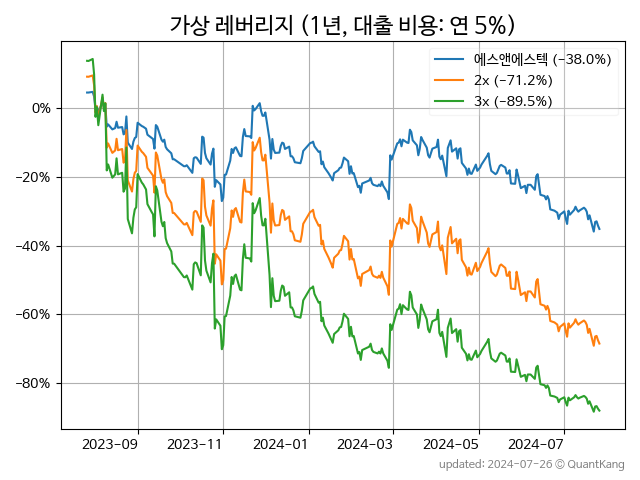 가상 레버리지 (1년, 대출 비용: 연 5%)
에스앤에스텍 (−38.0%)
2x (−71.2%)
3x (−89.5%)
0%
−20%
−40%
−60%
−80%
2023-09 2023-11 2024-01 2024-03 2024-05 2024-07
updated: 2024-07-26 © QuantKang